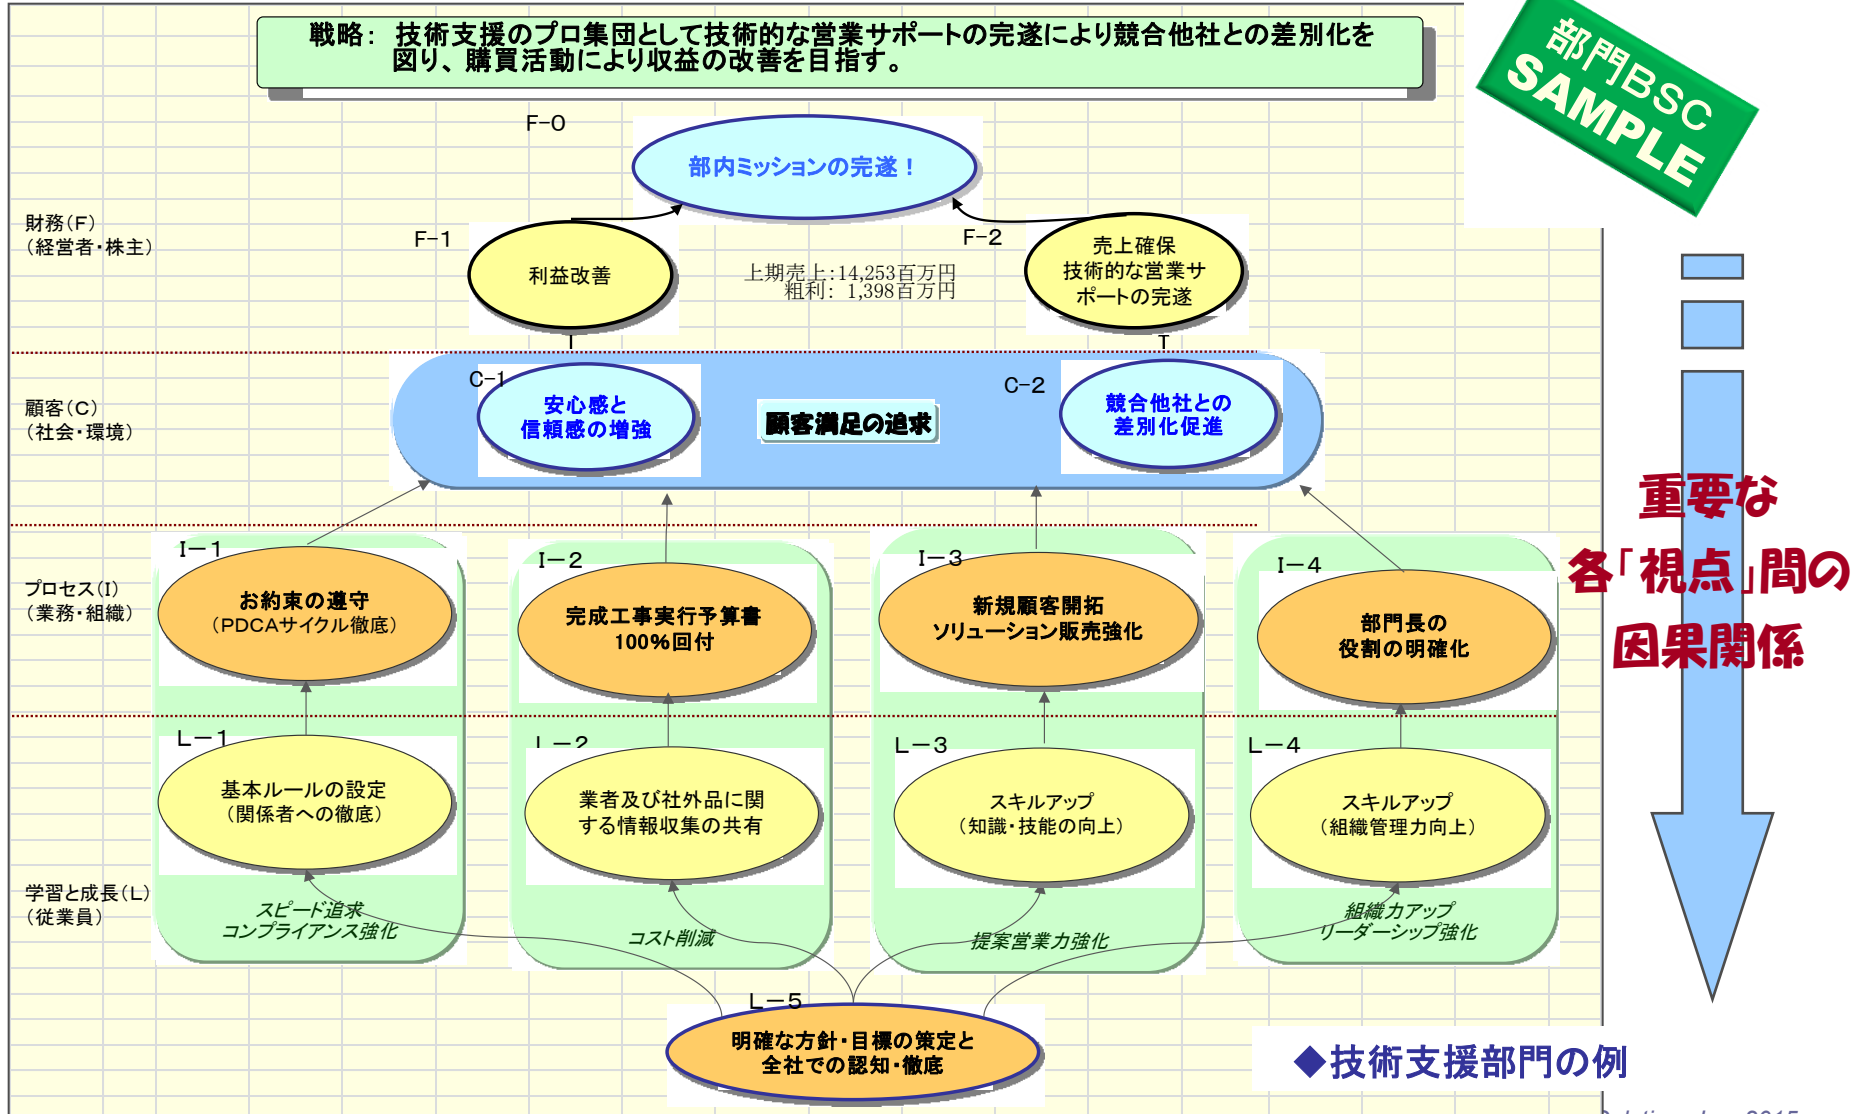 戦略： 技術支援のプロ集団として技術的な営業サポートの完遂により競合他社との差別化を
図り、購買活動により収益の改善を目指す。
部門BSC
SAMPLE
F-0
部内ミッションの完遂！
財務(F)
（経営者・株主）
F-1
利益改善
上期売上：14,253百万円
粗利： 1,398百万円
F-2
売上確保
技術的な営業サ
ポートの完遂
顧客(C)
（社会・環境）
C-1
安心感と
信頼感の増強
顧客満足の追求
C-2
競合他社との
差別化促進
重要な
各「視点」間の
因果関係
プロセス(I)
（業務・組織）
I－1
お約束の遵守
（PDCAサイクル徹底）
I－2
完成工事実行予算書
100%回付
I－3
新規顧客開拓
ソリューション販売強化
I－4
部門長の
役割の明確化
学習と成長(L)
（従業員）
L－1
基本ルールの設定
（関係者への徹底）
スピード追求
コンプライアンス強化
L－2
業者及び社外品に関
する情報収集の共有
コスト削減
L－3
スキルアップ
（知識・技能の向上）
提案営業力強化
L－4
スキルアップ
（組織管理力向上）
組織力アップ
リーダーシップ強化
L－5
明確な方針・目標の策定と
全社での認知・徹底
◆技術支援部門の例